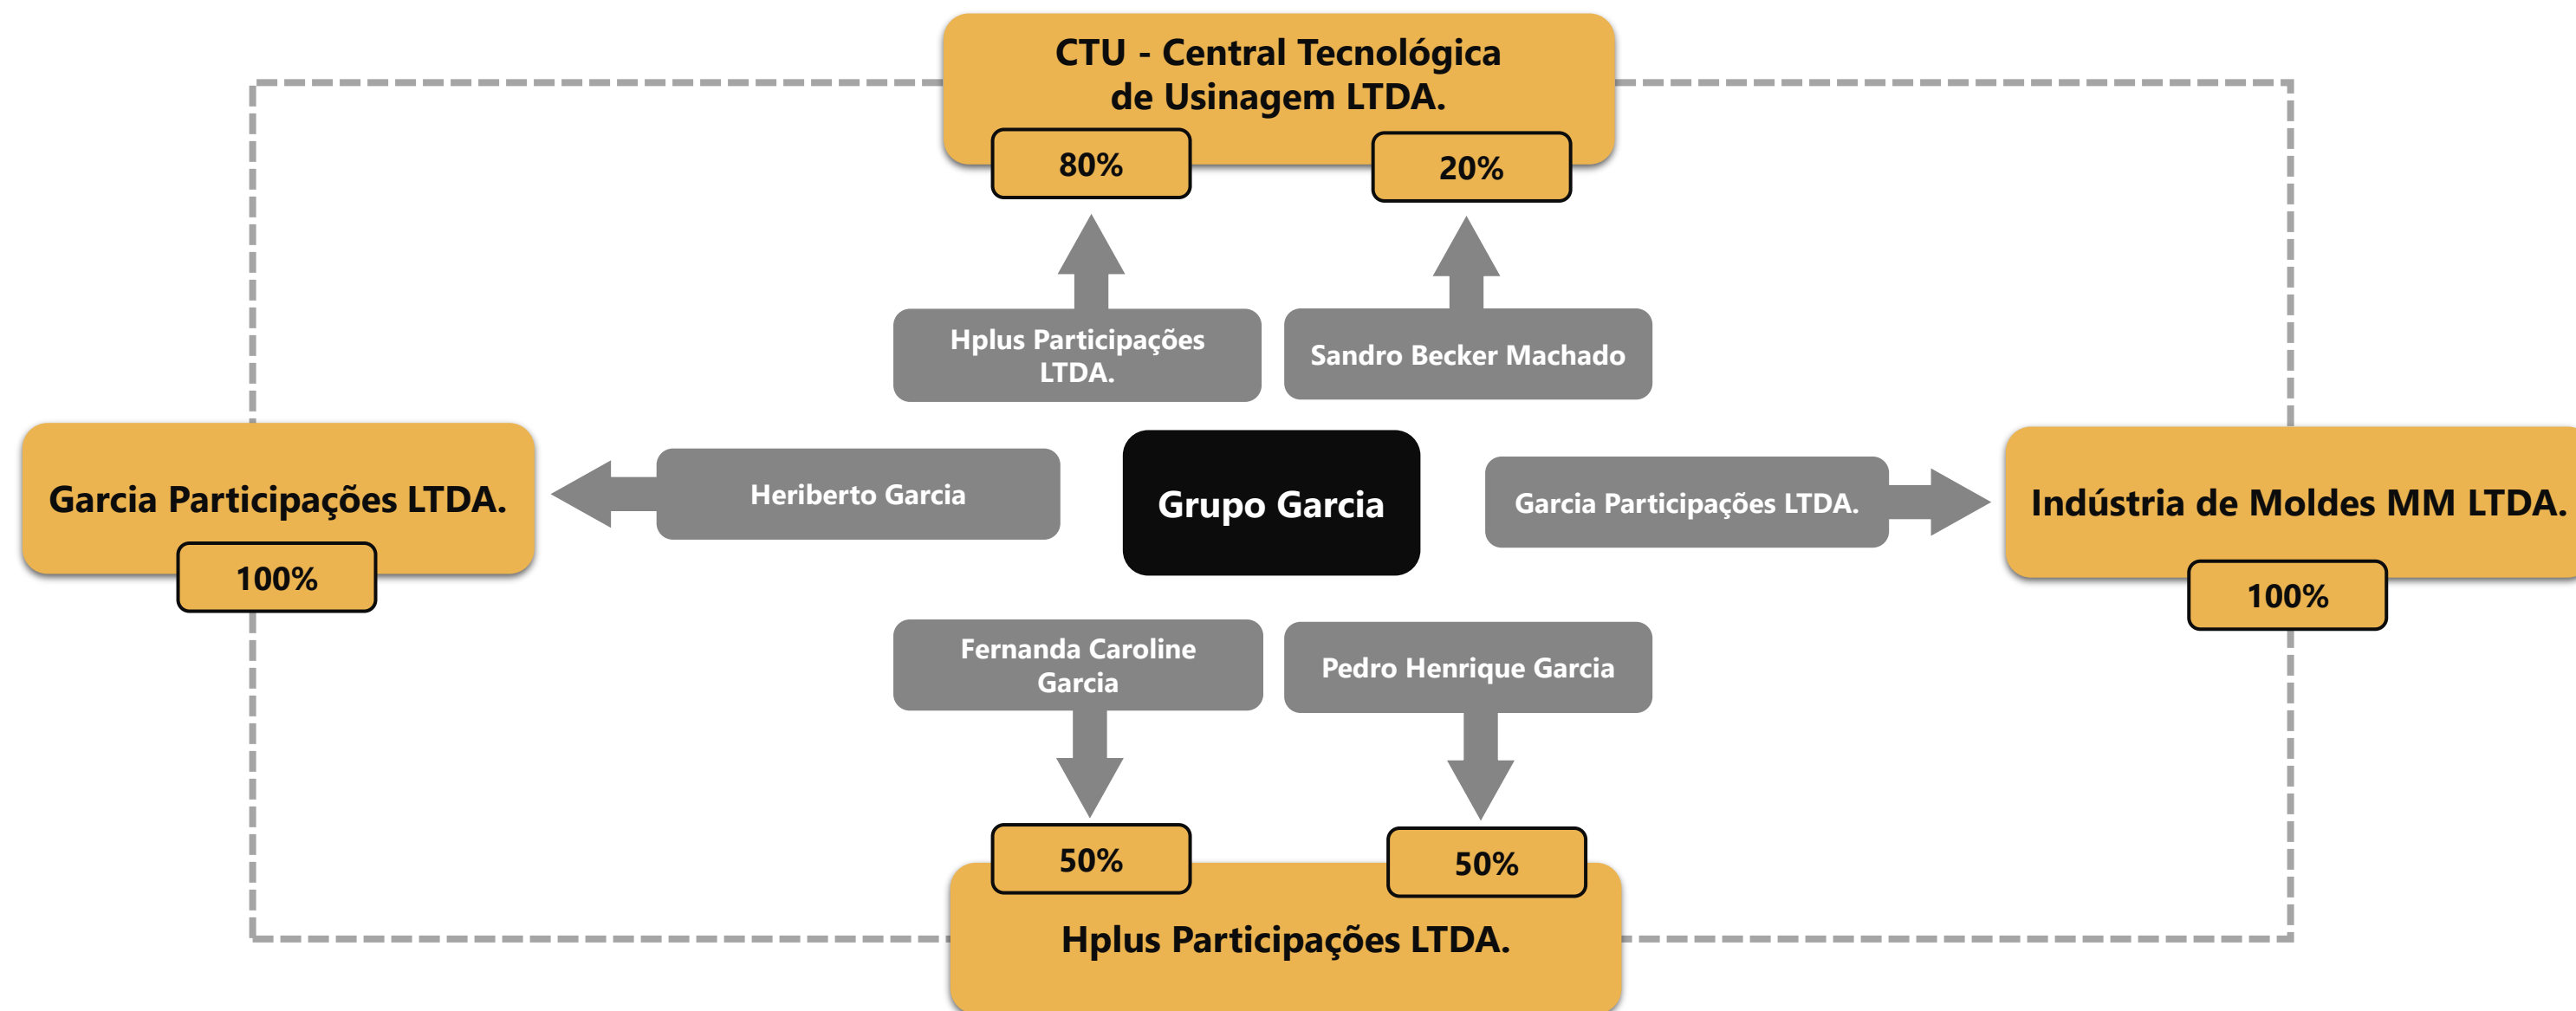 CTU - Central Tecnológica
de Usinagem LTDA.
80%
20%
Hplus Participações
LTDA.
Sandro Becker Machado
Garcia Participações LTDA.
100%
Heriberto Garcia
Grupo Garcia
Garcia Participações LTDA.
Indústria de Moldes MM LTDA.
100%
Fernanda Caroline
Garcia
Pedro Henrique Garcia
50%
50%
Hplus Participações LTDA.